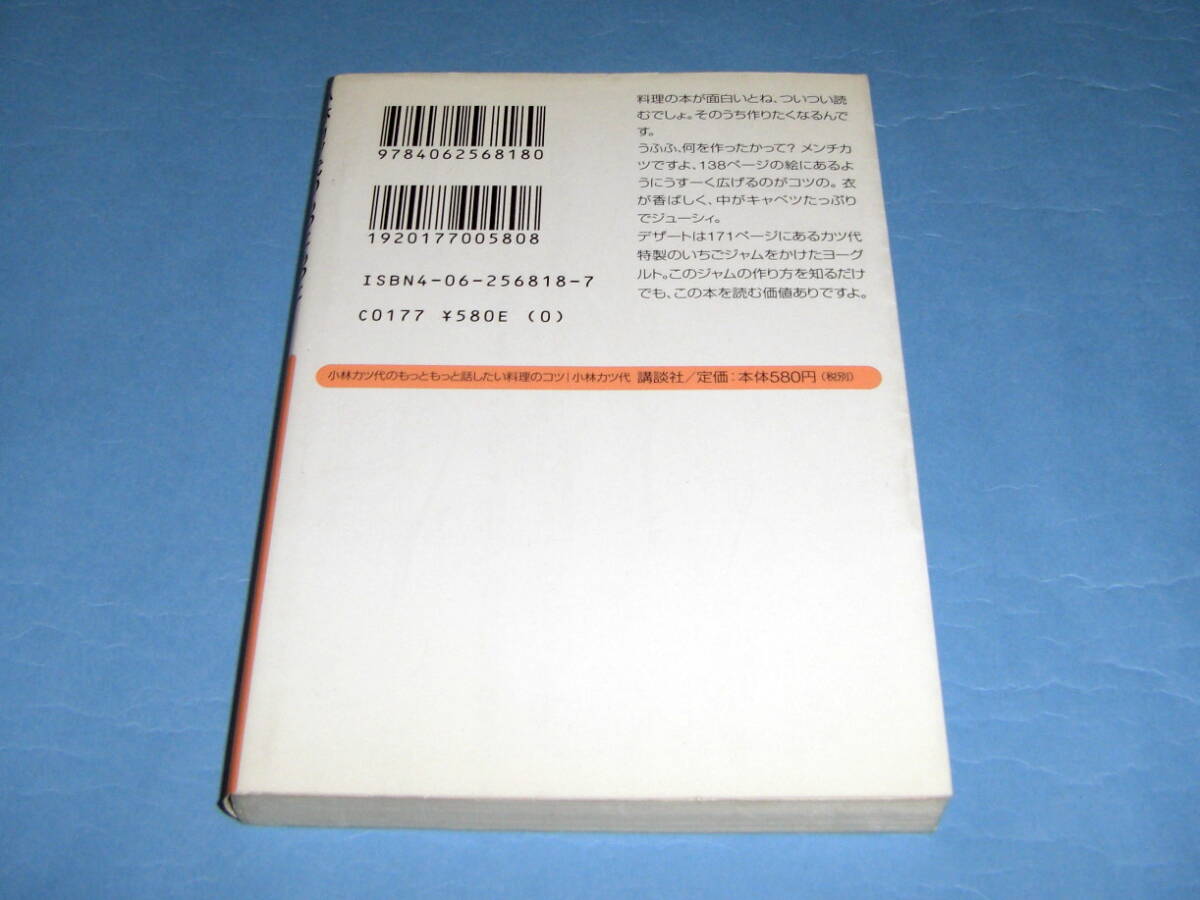 9784062568180
1920177005808
ISBN4-06-256818-7
C0177 ¥580E (0)
料理の本が面白いとね、ついつい読
むでしょ。そのうち作りたくなるんで
す。
うふふ、何を作ったかって? メンチカ
ツですよ、138ページの絵にあるよ
うにうすーく広げるのがコツの。衣
が香ばしく、中がキャベツたっぷり
でジューシィ。
デザートは171ページにあるカツ代
特製のいちごジャムをかけたヨーグ
ルト。このジャムの作り方を知るだけ
でも、この本を読む価値ありですよ。
小林カツ代のもっともっと話したい料理のコツ|小林カツ代 講談社/定価:本体580円(税別)